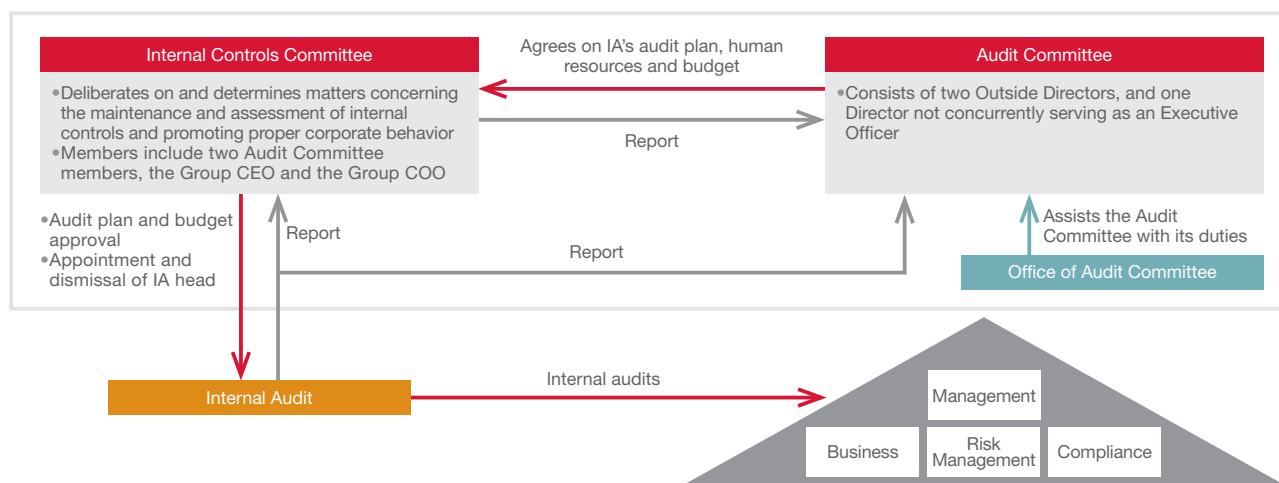 Internal Controls Committee
•Deliberates on and determines matters concerning
the maintenance and assessment of internal
controls and promoting proper corporate behavior
•Members include two Audit Committee
members, the Group CEO and the Group COO
Agrees on IA's audit plan, human
resources and budget
Report
Audit Committee
•Consists of two Outside Directors, and one
Director not concurrently serving as an Executive
Officer
•Audit plan and budget
approval
•Appointment and
dismissal of IA head
Report
Report
Assists the Audit
Committee with its duties
Office of Audit Committee
Internal Audit
Internal audits
Management
Business
Risk
Management
Compliance